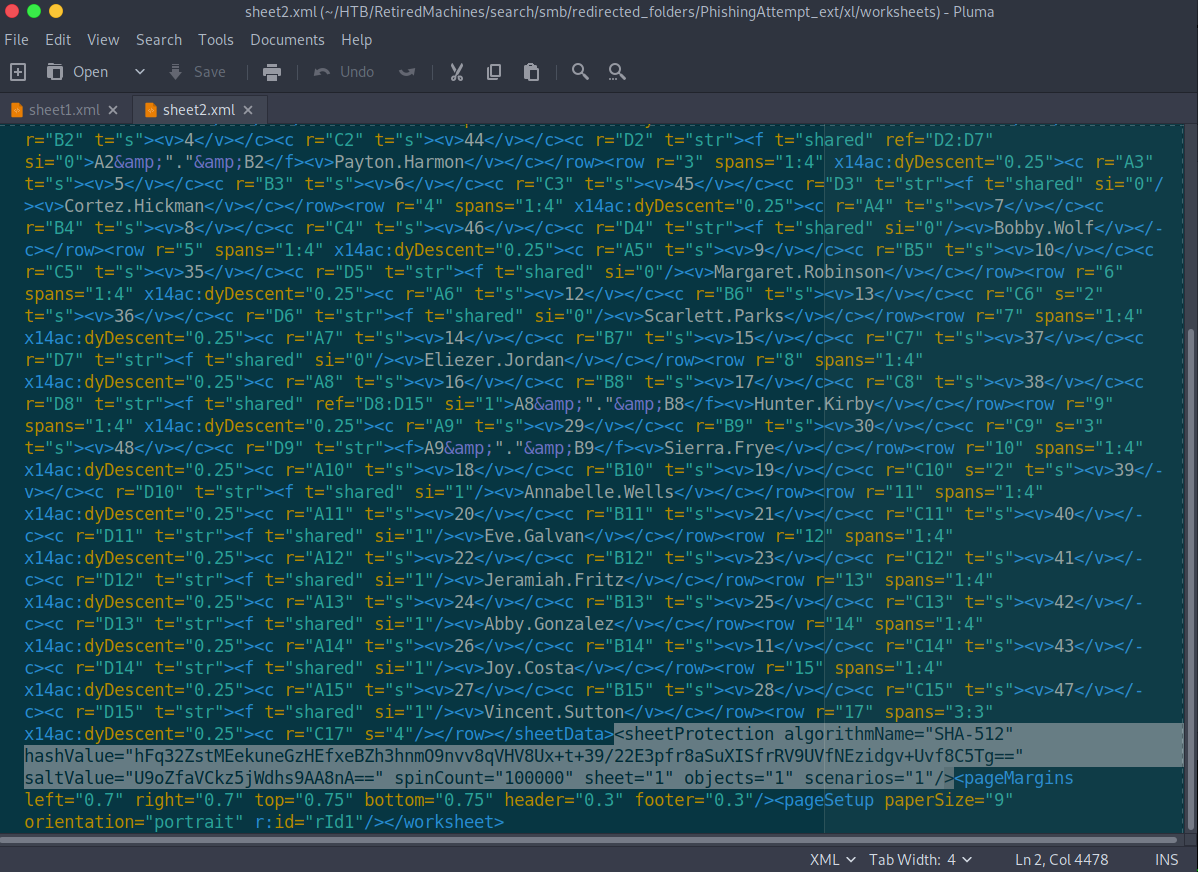 sheet2.xml (~/HTB/RetiredMachines/search/smb/redirected_folders/PhishingAttempt_ext/xl/worksheets) - Pluma
File Edit View Search Tools Documents Help
Open Save Undo
sheet1.xml sheet2.xml
r="B2" t="s"><v>4</v></c><c r="C2" t="s"><v>44</v></c><c r="D2" t="str"><f t="shared" ref="D2:D7"
si="0">A2&amp;"."&amp;B2</f><v>Payton.Harmon</v></c></row><row r="3" spans="1:4" x14ac:dyDescent="0.25"><c r="A3"
t="s"><v>5</v></c><c r="B3" t="s"><v>6</v></c><c r="C3" t="s"><v>45</v></c><c r="D3" t="str"><f t="shared" si="0"/
><v>Cortez.Hickman</v></c></row><row r="4" spans="1:4" x14ac:dyDescent="0.25"><c r="A4" t="s"><v>7</v></c><c
r="B4" t="s"><v>8</v></c><c r="C4" t="s"><v>46</v></c><c r="D4" t="str"><f t="shared" si="0"/><v>Bobby.Wolf</v></-
c></row><row r="5" spans="1:4" x14ac:dyDescent="0.25"><c r="A5" t="s"><v>9</v></c><c r="B5" t="s"><v>10</v></c><c
r="C5" t="s"><v>35</v></c><c r="D5" t="str"><f t="shared" si="0"/><v>Margaret.Robinson</v></c></row><row r="6"
spans="1:4" x14ac:dyDescent="0.25"><c r="A6" t="s"><v>12</v></c><c r="B6" t="s"><v>13</v></c><c r="C6" s="2"
t="s"><v>36</v></c><c r="D6" t="str"><f t="shared" si="0"/><v>Scarlett.Parks</v></c></row><row r="7" spans="1:4"
x14ac:dyDescent="0.25"><c r="A7" t="s"><v>14</v></c><c r="B7" t="s"><v>15</v></c><c r="C7" t="s"><v>37</v></c><c
r="D7" t="str"><f t="shared" si="0"/><v>Eliezer.Jordan</v></c></row><row r="8" spans="1:4"
x14ac:dyDescent="0.25"><c r="A8" t="s"><v>16</v></c><c r="B8" t="s"><v>17</v></c><c r="C8" t="s"><v>38</v></c><c
r="D8" t="str"><f t="shared" ref="D8:D15" si="1">A8&amp;"."&amp;B8</f><v>Hunter.Kirby</v></c></row><row r="9"
spans="1:4" x14ac:dyDescent="0.25"><c r="A9" t="s"><v>29</v></c><c r="B9" t="s"><v>30</v></c><c r="C9" s="3"
t="s"><v>48</v></c><c r="D9" t="str"><f>A9&amp;"."&amp;B9</f><v>Sierra.Frye</v></c></row><row r="10" spans="1:4"
x14ac:dyDescent="0.25"><c r="A10" t="s"><v>18</v></c><c r="B10" t="s"><v>19</v></c><c r="C10" s="2" t="s"><v>39</-
v></c><c r="D10" t="str"><f t="shared" si="1"/><v>Annabelle.Wells</v></c></row><row r="11" spans="1:4"
x14ac:dyDescent="0.25"><c r="A11" t="s"><v>20</v></c><c r="B11" t="s"><v>21</v></c><c r="C11" t="s"><v>40</v></-
c><c r="D11" t="str"><f t="shared" si="1"/><v>Eve.Galvan</v></c></row><row r="12" spans="1:4"
x14ac:dyDescent="0.25"><c r="A12" t="s"><v>22</v></c><c r="B12" t="s"><v>23</v></c><c r="C12" t="s"><v>41</v></-
c><c r="D12" t="str"><f t="shared" si="1"/><v>Jeramiah.Fritz</v></c></row><row r="13" spans="1:4"
x14ac:dyDescent="0.25"><c r="A13" t="s"><v>24</v></c><c r="B13" t="s"><v>25</v></c><c r="C13" t="s"><v>42</v></-
c><c r="D13" t="str"><f t="shared" si="1"/><v>Abby.Gonzalez</v></c></row><row r="14" spans="1:4"
x14ac:dyDescent="0.25"><c r="A14" t="s"><v>26</v></c><c r="B14" t="s"><v>11</v></c><c r="C14" t="s"><v>43</v></-
c><c r="D14" t="str"><f t="shared" si="1"/><v>Joy.Costa</v></c></row><row r="15" spans="1:4"
x14ac:dyDescent="0.25"><c r="A15" t="s"><v>27</v></c><c r="B15" t="s"><v>28</v></c><c r="C15" t="s"><v>47</v></-
c><c r="D15" t="str"><f t="shared" si="1"/><v>Vincent.Sutton</v></c></row><row r="17" spans="3:3"
x14ac:dyDescent="0.25"><c r="C17" s="4"/></row></sheetData><sheetProtection algorithmName="SHA-512"
hashValue="hFq32ZstMEekuneGzHEfxeBZh3hnmO9nvv8qVHV8Ux+t+39/22E3pfr8aSuXISfrRV9UVfNEzidgv+Uvf8C5Tg=="
saltValue="U9oZfaVCkz5jWdhs9AA8nA==" spinCount="100000" sheet="1" objects="1" scenarios="1"/><pageMargins
left="0.7" right="0.7" top="0.75" bottom="0.75" header="0.3" footer="0.3"/><pageSetup paperSize="9"
orientation="portrait" r:id="rId1"/></worksheet>
XML Tab Width: 4 Ln 2, Col 4478 INS